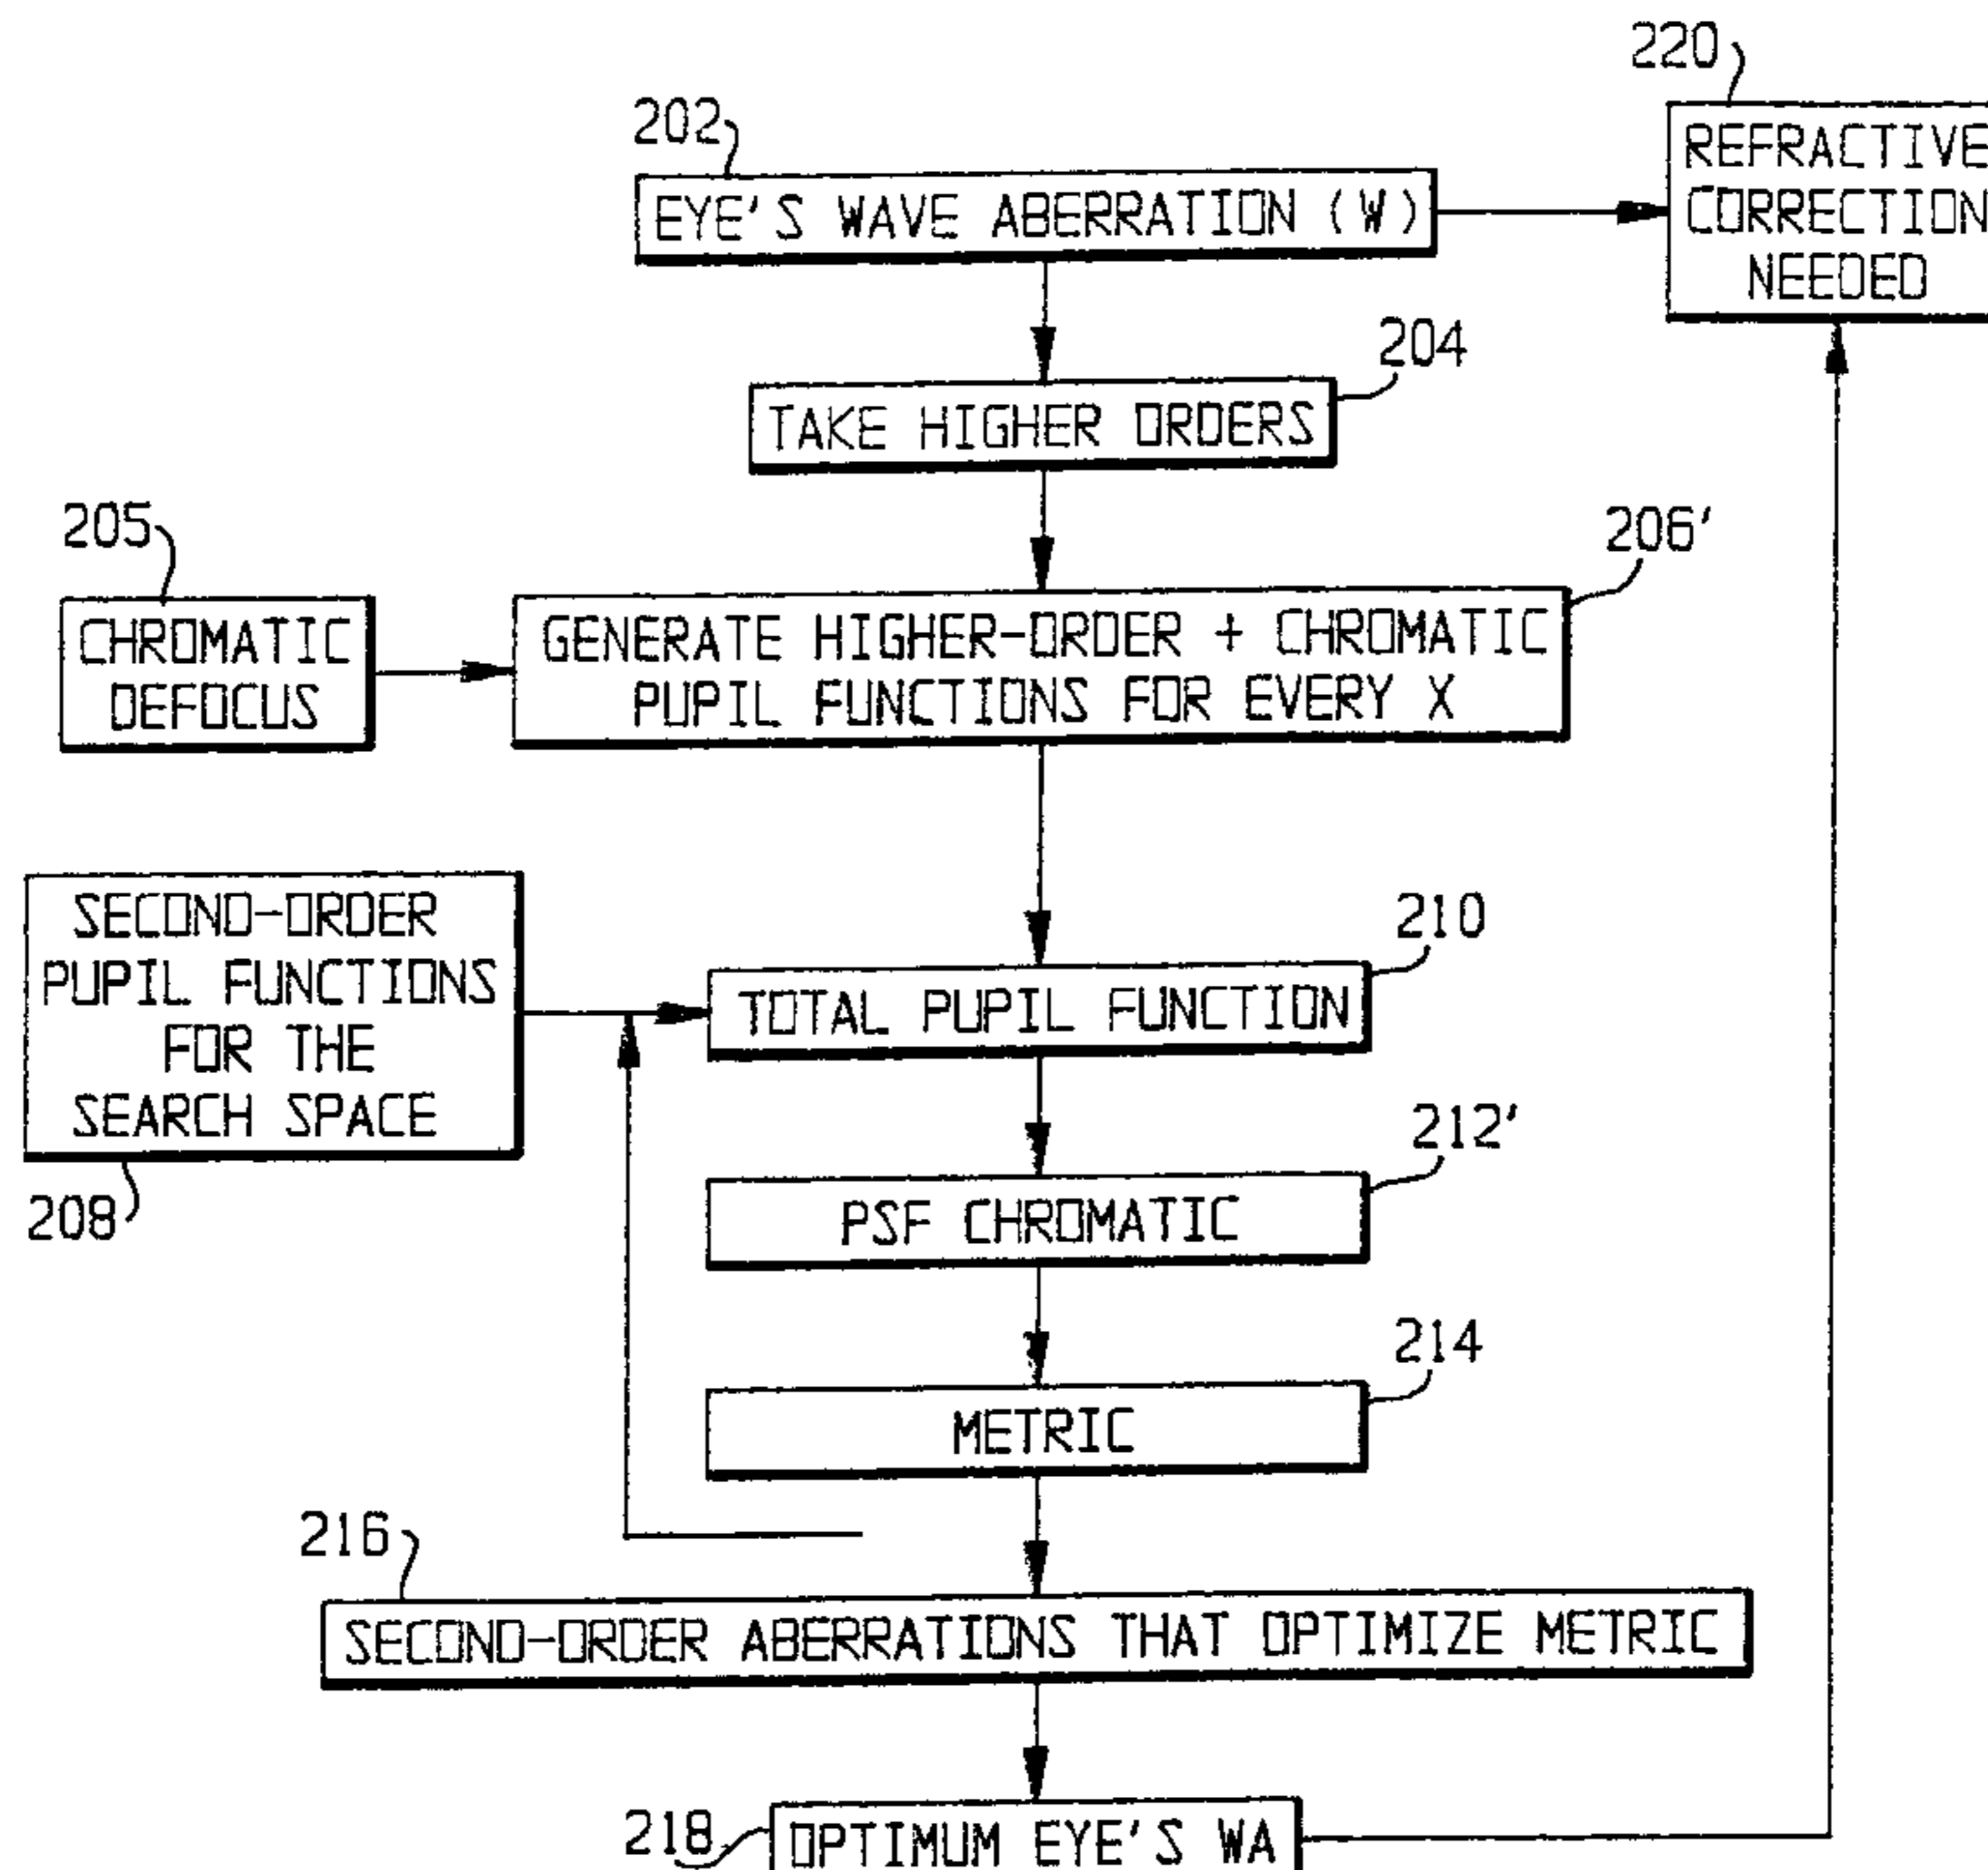 220
202
REFRACTIVE
CORRECTION
NEEDED
EYE'S WAVE ABERRATION (W)
204
TAKE HIGHER ORDERS
205
206'
CHROMATIC
DEFOCUS
GENERATE HIGHER-ORDER + CHROMATIC
PUPIL FUNCTIONS FOR EVERY X
SECOND-ORDER
PUPIL FUNCTIONS
FOR THE
SEARCH SPACE
208
210
TOTAL PUPIL FUNCTION
212'
PSF CHROMATIC
214
METRIC
216
SECOND-ORDER ABERRATIONS THAT OPTIMIZE METRIC
218
OPTIMUM EYE'S WA